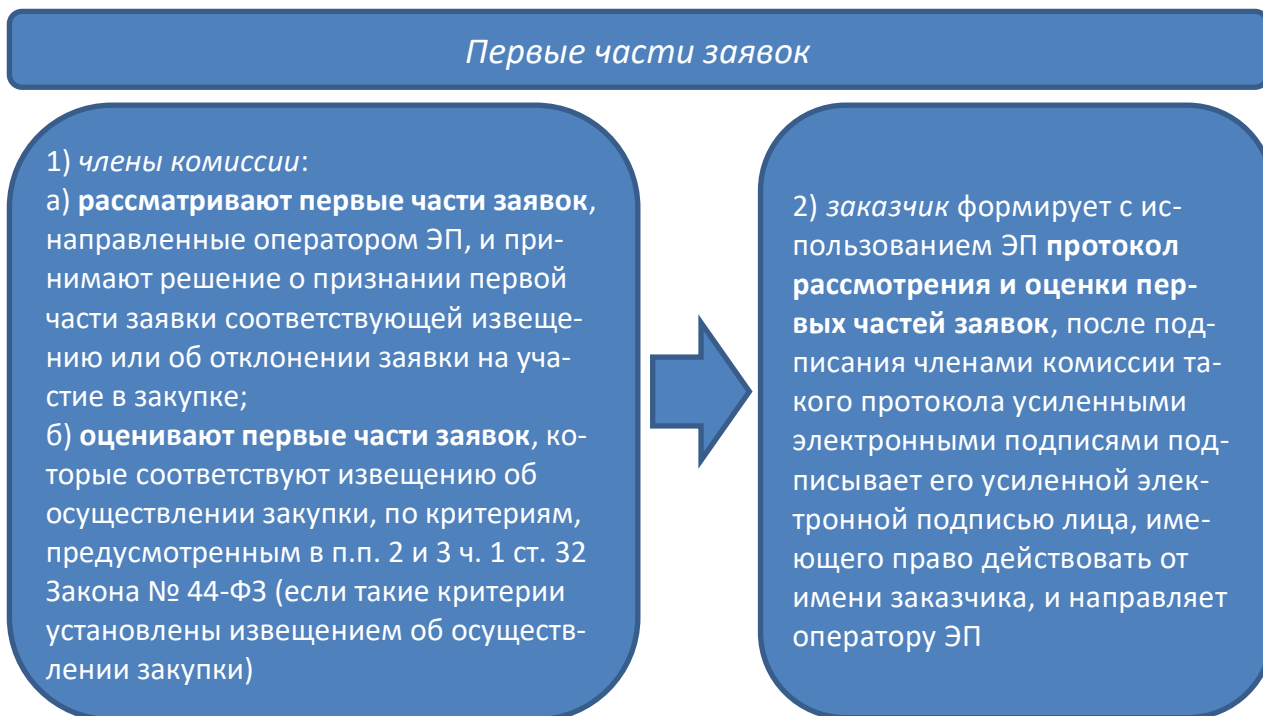 Первые части заявок
1) члены комиссии:
а) рассматривают первые части заявок,
направленные оператором ЭП, и при-
нимают решение о признании первой
части заявки соответствующей извеще-
нию или об отклонении заявки на уча-
стие в закупке;
б) оценивают первые части заявок, ко-
торые соответствуют извещению об
осуществлении закупки, по критериям,
предусмотренным в п.п. 2 и 3 ч. 1 ст. 32
Закона № 44-ФЗ (если такие критерии
установлены извещением об осуществ-
лении закупки)
2) заказчик формирует с ис-
пользованием ЭП протокол
рассмотрения и оценки пер-
вых частей заявок, после под-
писания членами комиссии та-
кого протокола усиленными
электронными подписями под-
писывает его усиленной элек-
тронной подписью лица, име-
ющего право действовать от
имени заказчика, и направляет
оператору ЭП